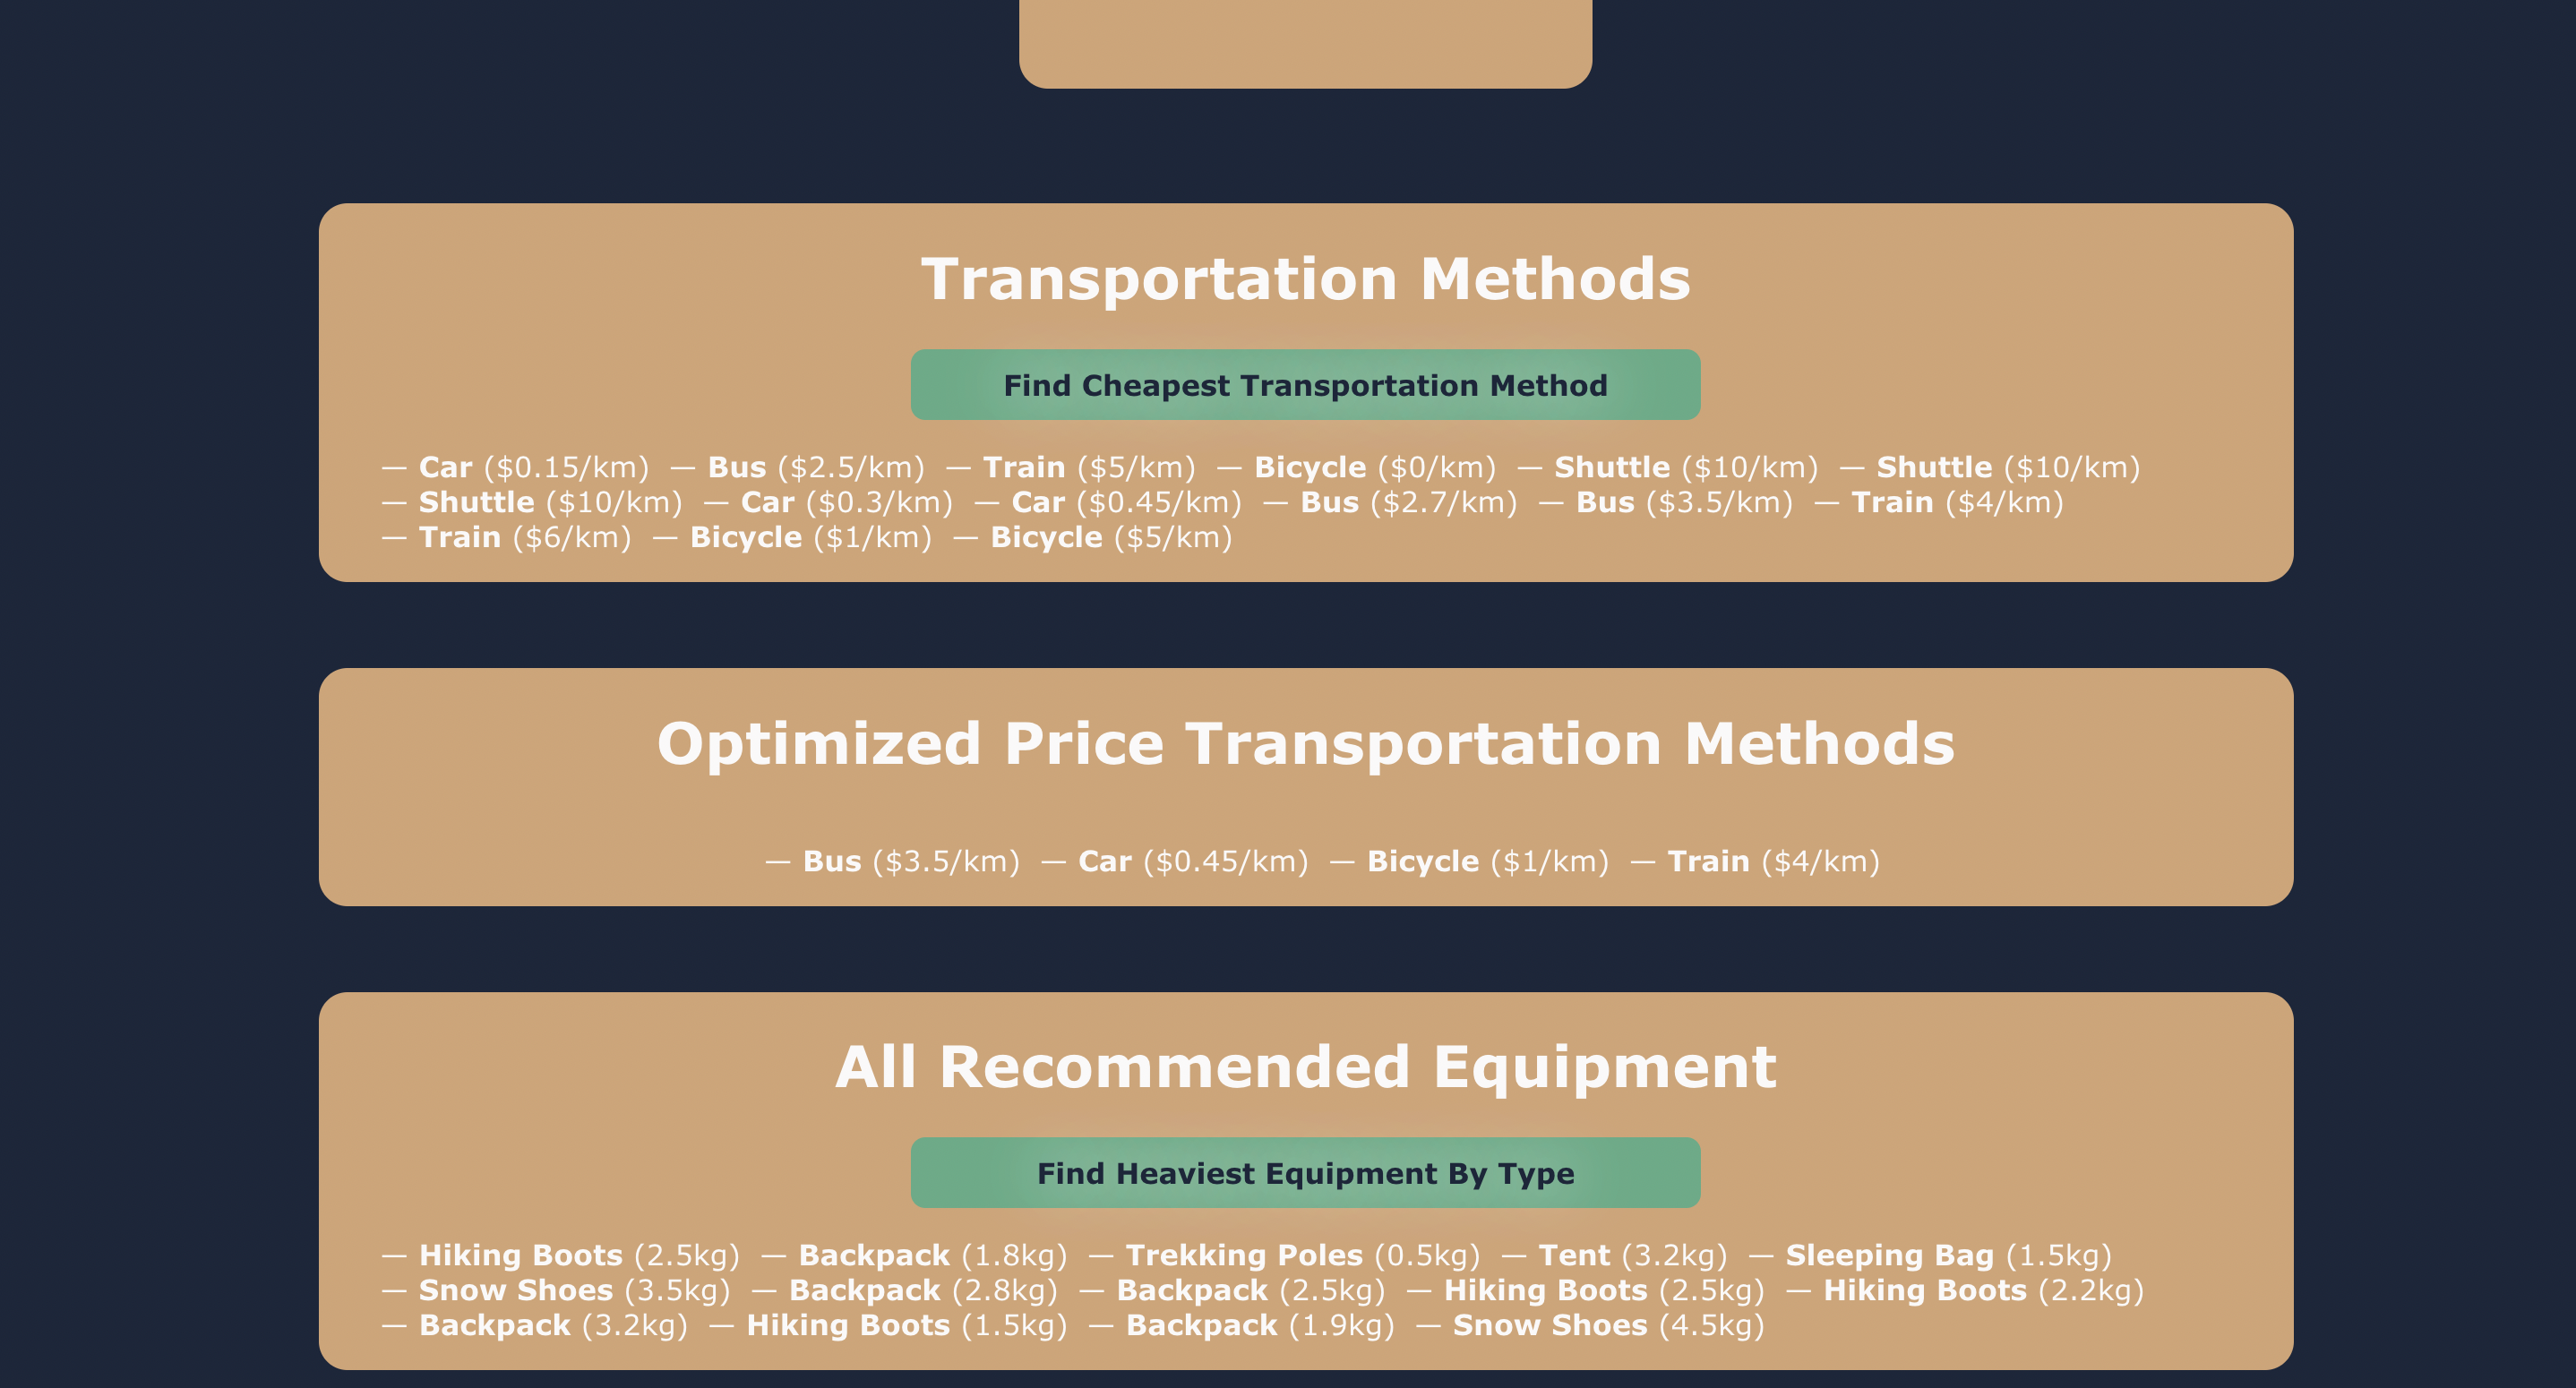 Transportation Methods
Find Cheapest Transportation Method
— Car ($0.15/km) — Bus ($2.5/km) — Train ($5/km) — Bicycle ($0/km) — Shuttle ($10/km) — Shuttle ($10/km)
— Shuttle ($10/km) — Car ($0.3/km) — Car ($0.45/km) — Bus ($2.7/km) — Bus ($3.5/km) — Train ($4/km)
— Train ($6/km) — Bicycle ($1/km) — Bicycle ($5/km)
Optimized Price Transportation Methods
— Bus ($3.5/km) — Car ($0.45/km) — Bicycle ($1/km) — Train ($4/km)
All Recommended Equipment
Find Heaviest Equipment By Type
— Hiking Boots (2.5kg) — Backpack (1.8kg) — Trekking Poles (0.5kg) — Tent (3.2kg) — Sleeping Bag (1.5kg)
— Snow Shoes (3.5kg) — Backpack (2.8kg) — Backpack (2.5kg) — Hiking Boots (2.5kg) — Hiking Boots (2.2kg)
— Backpack (3.2kg) — Hiking Boots (1.5kg) — Backpack (1.9kg) — Snow Shoes (4.5kg)